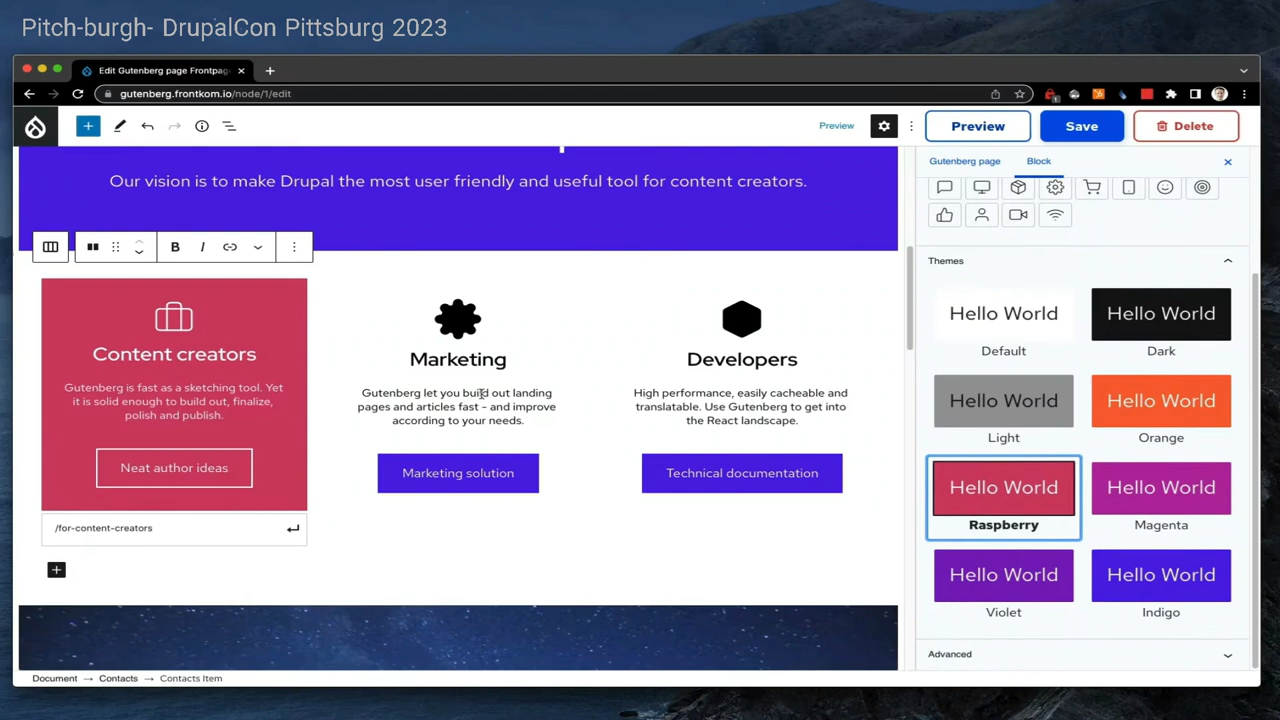 Pitch-burgh- DrupalCon Pittsburg 2023
Edit Gutenberg page Frontpag
gutenberg.frontkom.io/node/1/edit
Preview
Preview
Save
Delete
Our vision is to make Drupal the most user friendly and useful tool for content creators.
B I
Content creators
Gutenberg is fast as a sketching tool. Yet
it is solid enough to build out, finalize,
polish and publish.
Neat author ideas
/for-content-creators
Marketing
Gutenberg let you build out landing
pages and articles fast - and improve
according to your needs.
Marketing solution
Developers
High performance, easily cacheable and
translatable. Use Gutenberg to get into
the React landscape.
Technical documentation
Gutenberg page
Block
Themes
Hello World
Default
Hello World
Dark
Hello World
Light
Hello World
Orange
Hello World
Raspberry
Hello World
Magenta
Hello World
Violet
Hello World
Indigo
Advanced
Document → Contacts → Contacts Item